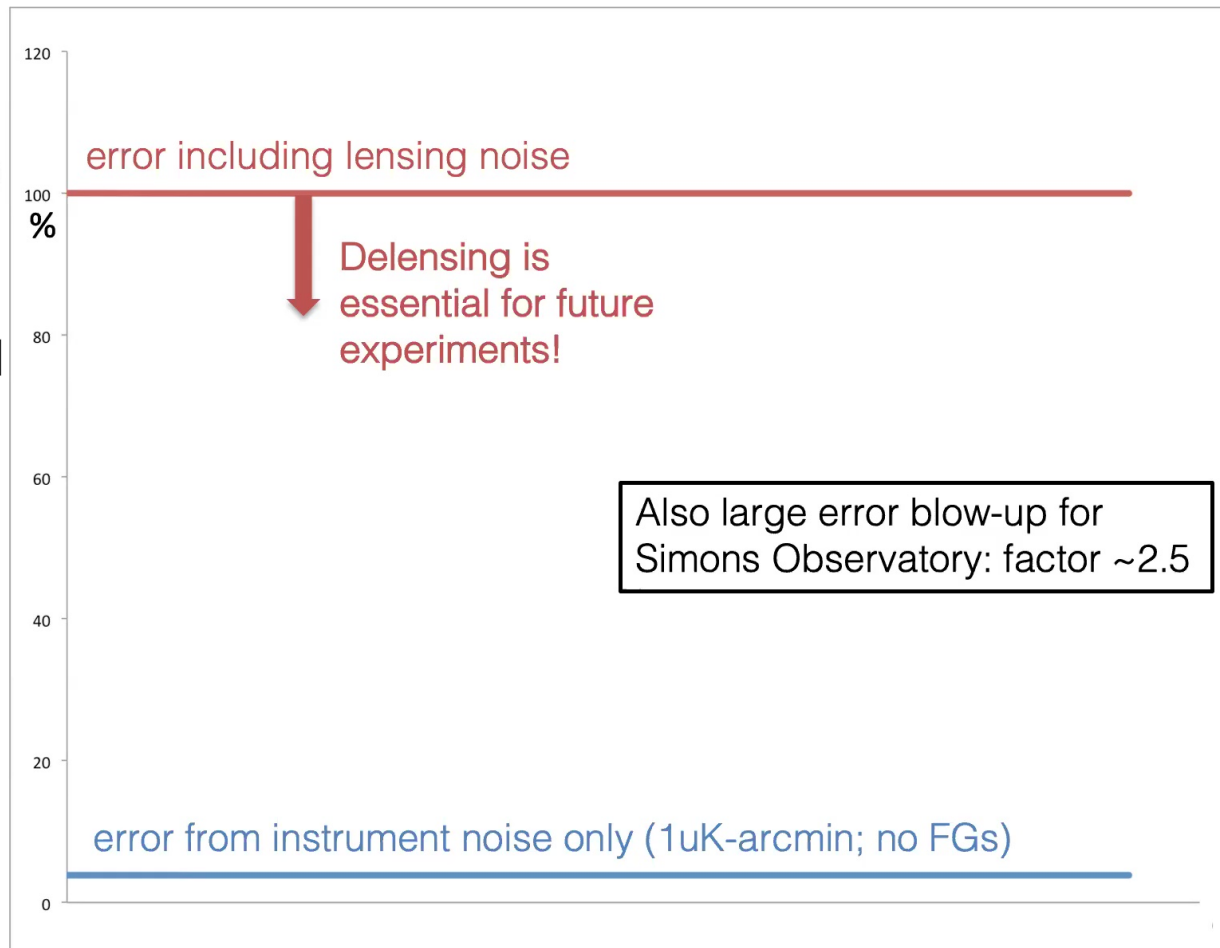 120
error including lensing noise
100
%
Delensing is
essential for future
experiments!
80
60
Also large error blow-up for
Simons Observatory: factor ~2.5
40
20
error from instrument noise only (1uK-arcmin; no FGs)
0